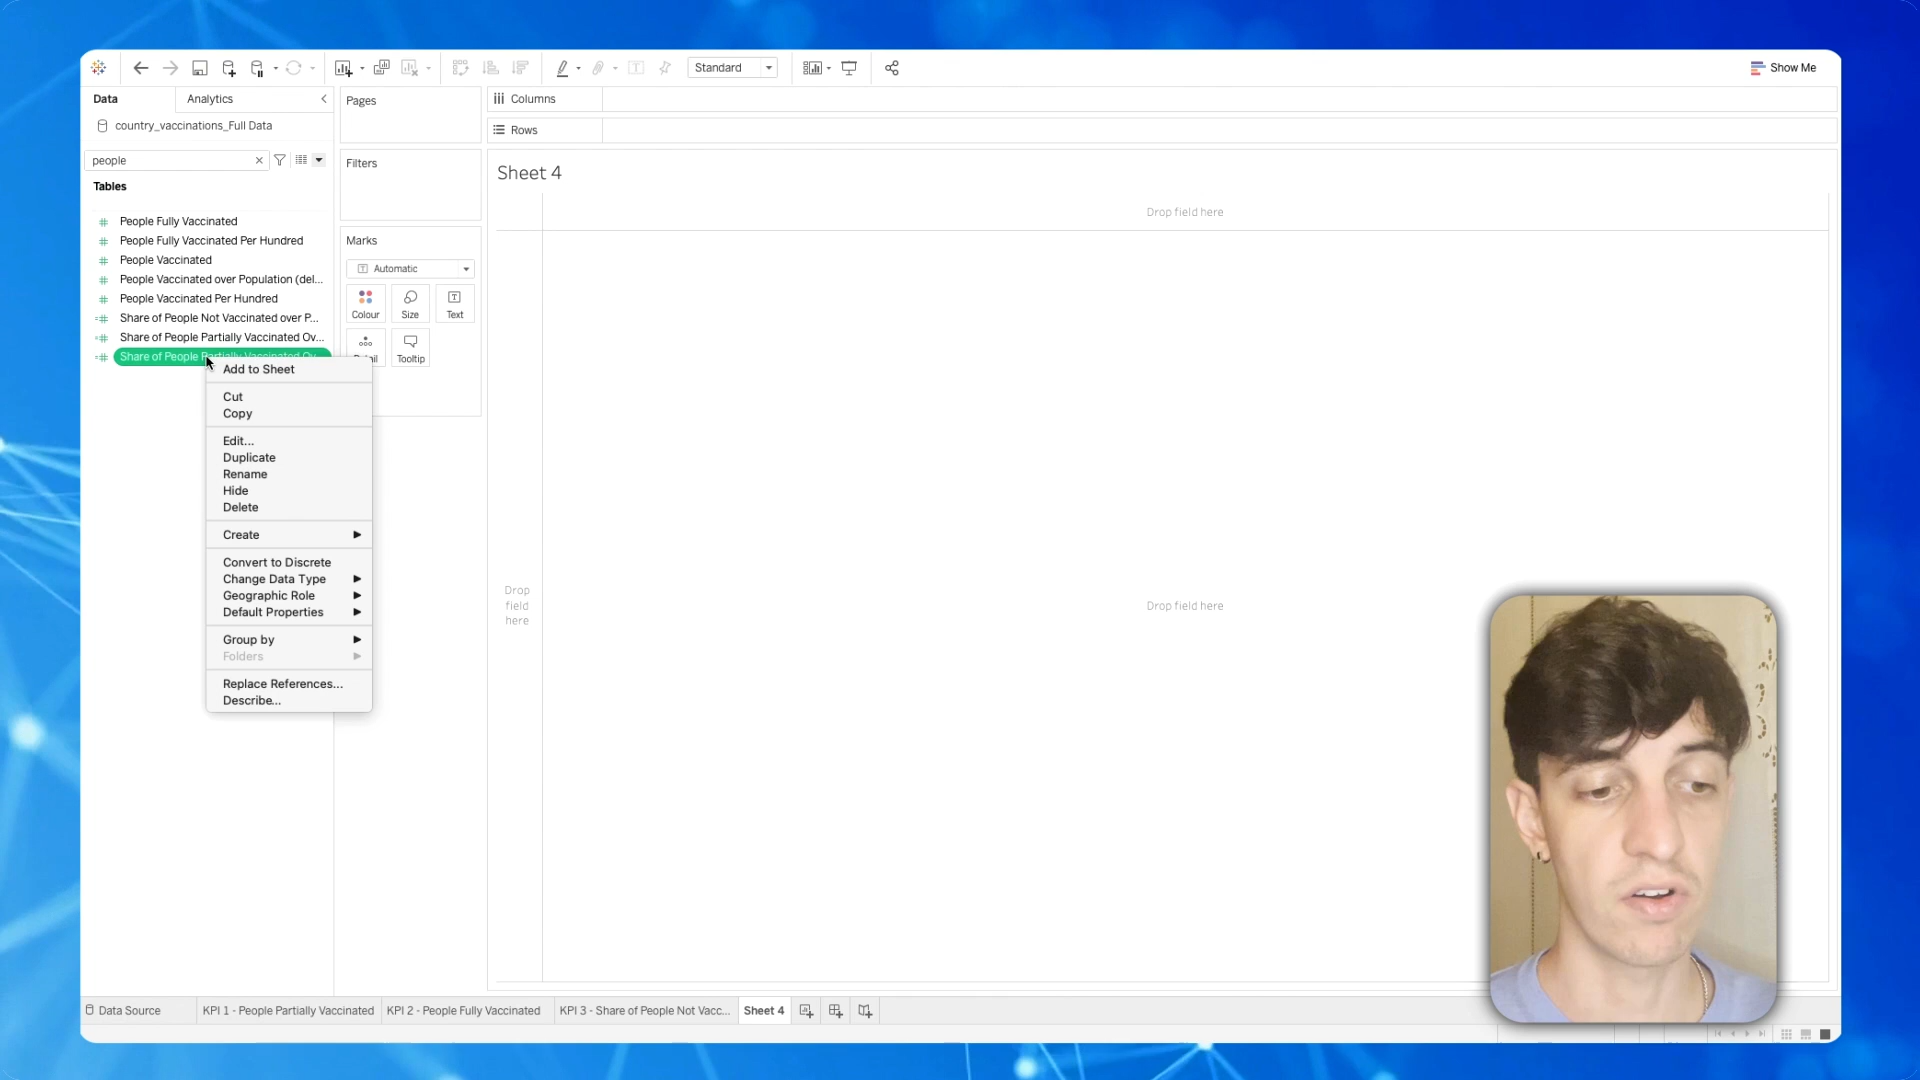 Standard
Show Me
Data
Analytics
Pages
Columns
country_vaccinations_Full Data
Rows
people
Filters
Tables
Sheet 4
Drop field here
People Fully Vaccinated
People Fully Vaccinated Per Hundred
People Vaccinated
People Vaccinated over Population (del...
People Vaccinated Per Hundred
Share of People Not Vaccinated over P...
Share of People Partially Vaccinated Ov...
Share of People Partially Vaccinated Ov...
Marks
Automatic
Colour
Size
Text
Tooltip
Add to Sheet
Cut
Copy
Edit...
Duplicate
Rename
Hide
Delete
Create
Convert to Discrete
Change Data Type
Geographic Role
Default Properties
Group by
Folders
Replace References...
Describe...
Drop
field
here
Drop field here
Data Source
KPI 1 - People Partially Vaccinated
KPI 2 - People Fully Vaccinated
KPI 3 - Share of People Not Vacc...
Sheet 4